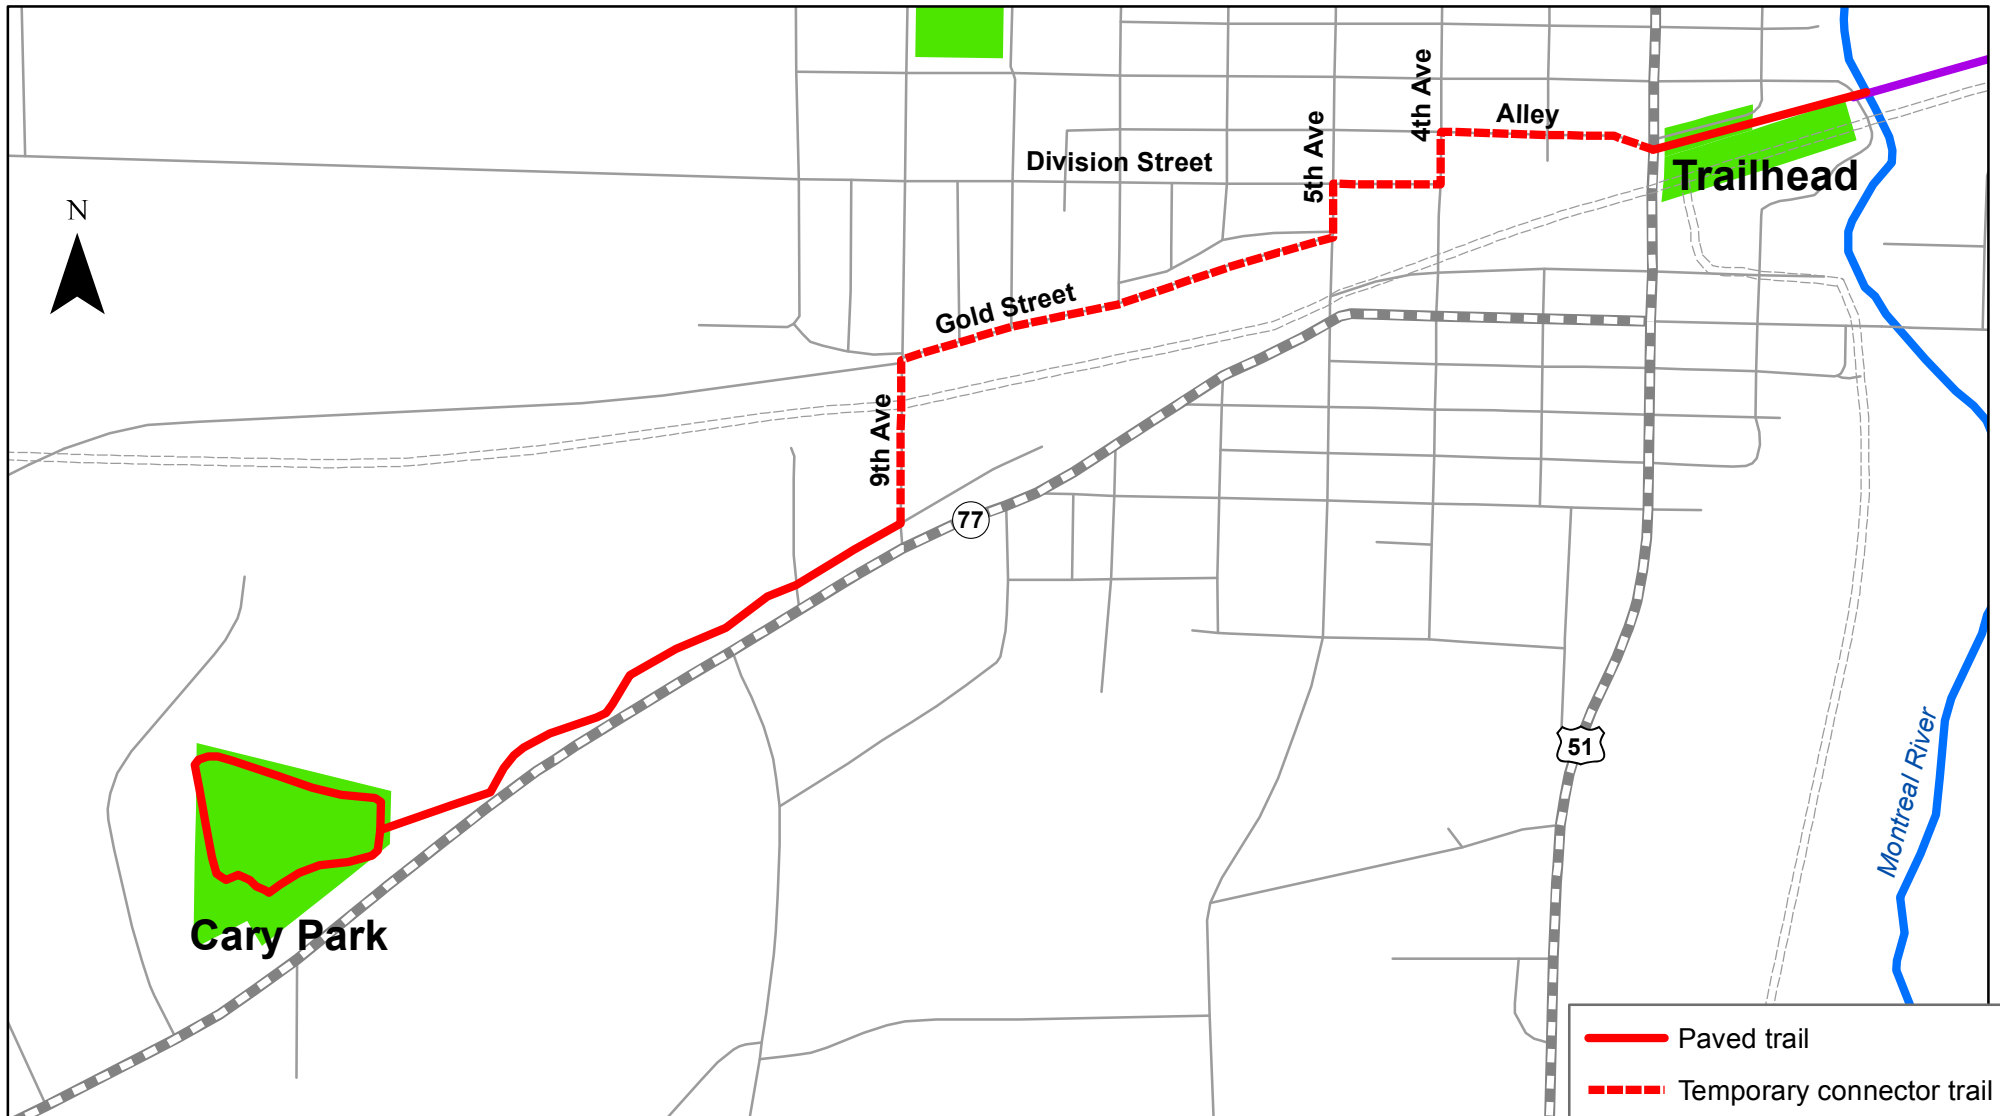 4th Ave
Alley
5th Ave
Division Street
Trailhead
N
Gold Street
9th Ave
77
51
Montreal River
Cary Park
Paved trail
Temporary connector trail